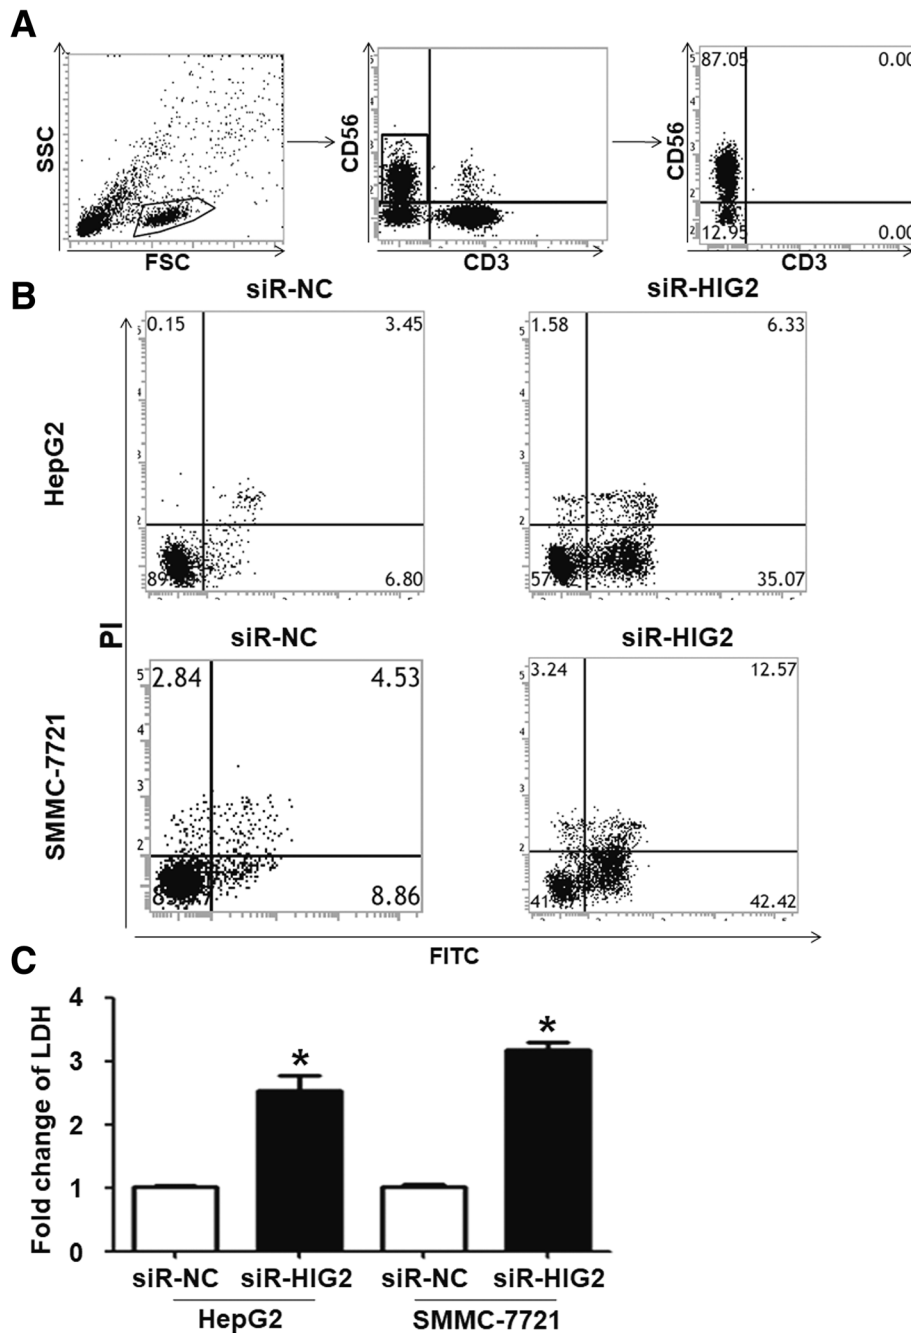 A
SSC
FSC
CD56
CD3
CD56
87.05 0.00
12.95 0.00
CD3
B
siR-NC siR-HIG2
HepG2
0.15 3.45
6.80
1.58 6.33
35.07
PI
siR-NC siR-HIG2
SMMC-7721
2.84 4.53
8.86
3.24 12.57
42.42
FITC
C
Fold change of LDH
4
3
2
1
0
* *
siR-NC siR-HIG2 siR-NC siR-HIG2
HepG2 SMMC-7721